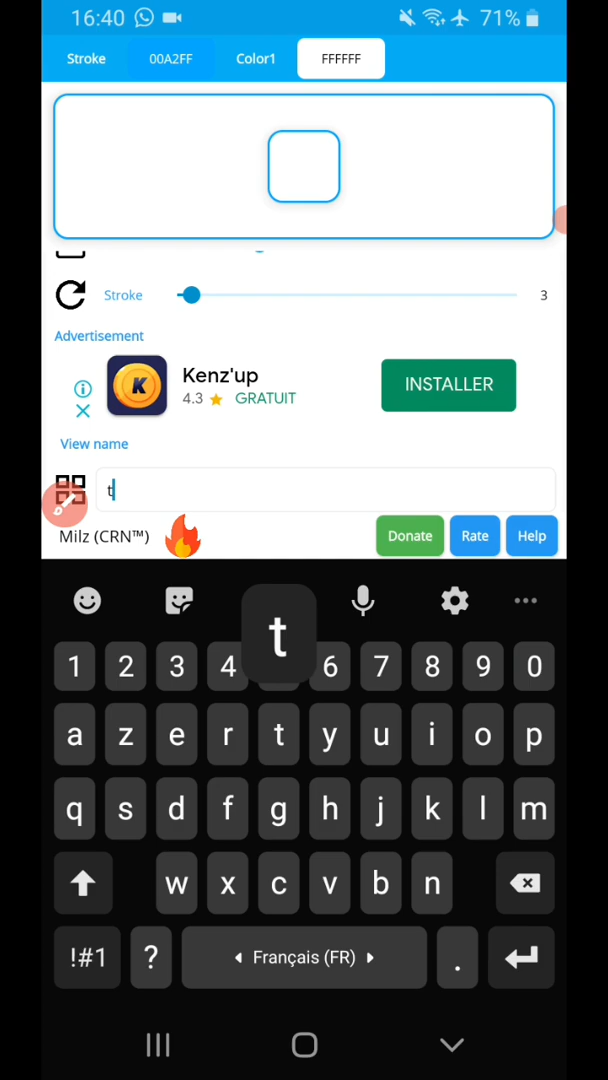 16:40 71%
Stroke 00A2FF Color1 FFFFFF
Stroke 3
Advertisement
Kenz'up
4.3 GRATUIT
INSTALLER
View name
t
Milz (CRN™) Donate Rate Help
t
1 2 3 4 6 7 8 9 0
a z e r t y u i o p
q s d f g h j k l m
w x c v b n
!#1 ? Français (FR) .